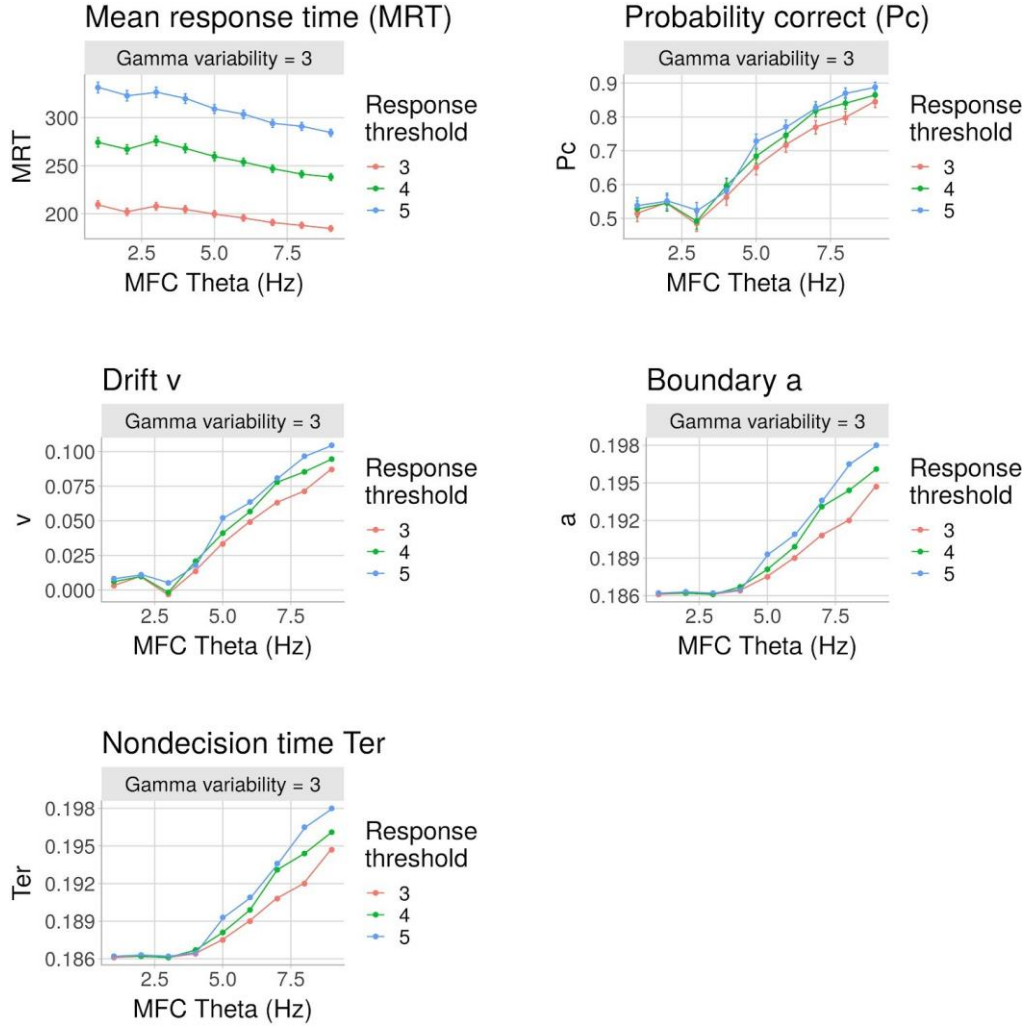 Mean response time (MRT)
Gamma variability = 3
300
250
200
MRT
2.5 5.0 7.5
MFC Theta (Hz)
Response
threshold
3
4
5
Probability correct (Pc)
Gamma variability = 3
0.9
0.8
0.7
0.6
0.5
Pc
2.5 5.0 7.5
MFC Theta (Hz)
Response
threshold
3
4
5
Drift v
Gamma variability = 3
0.100
0.075
0.050
0.025
0.000
v
2.5 5.0 7.5
MFC Theta (Hz)
Response
threshold
3
4
5
Boundary a
Gamma variability = 3
0.198
0.195
0.192
0.189
0.186
a
2.5 5.0 7.5
MFC Theta (Hz)
Response
threshold
3
4
5
Nondecision time Ter
Gamma variability = 3
0.198
0.195
0.192
0.189
0.186
Ter
2.5 5.0 7.5
MFC Theta (Hz)
Response
threshold
3
4
5